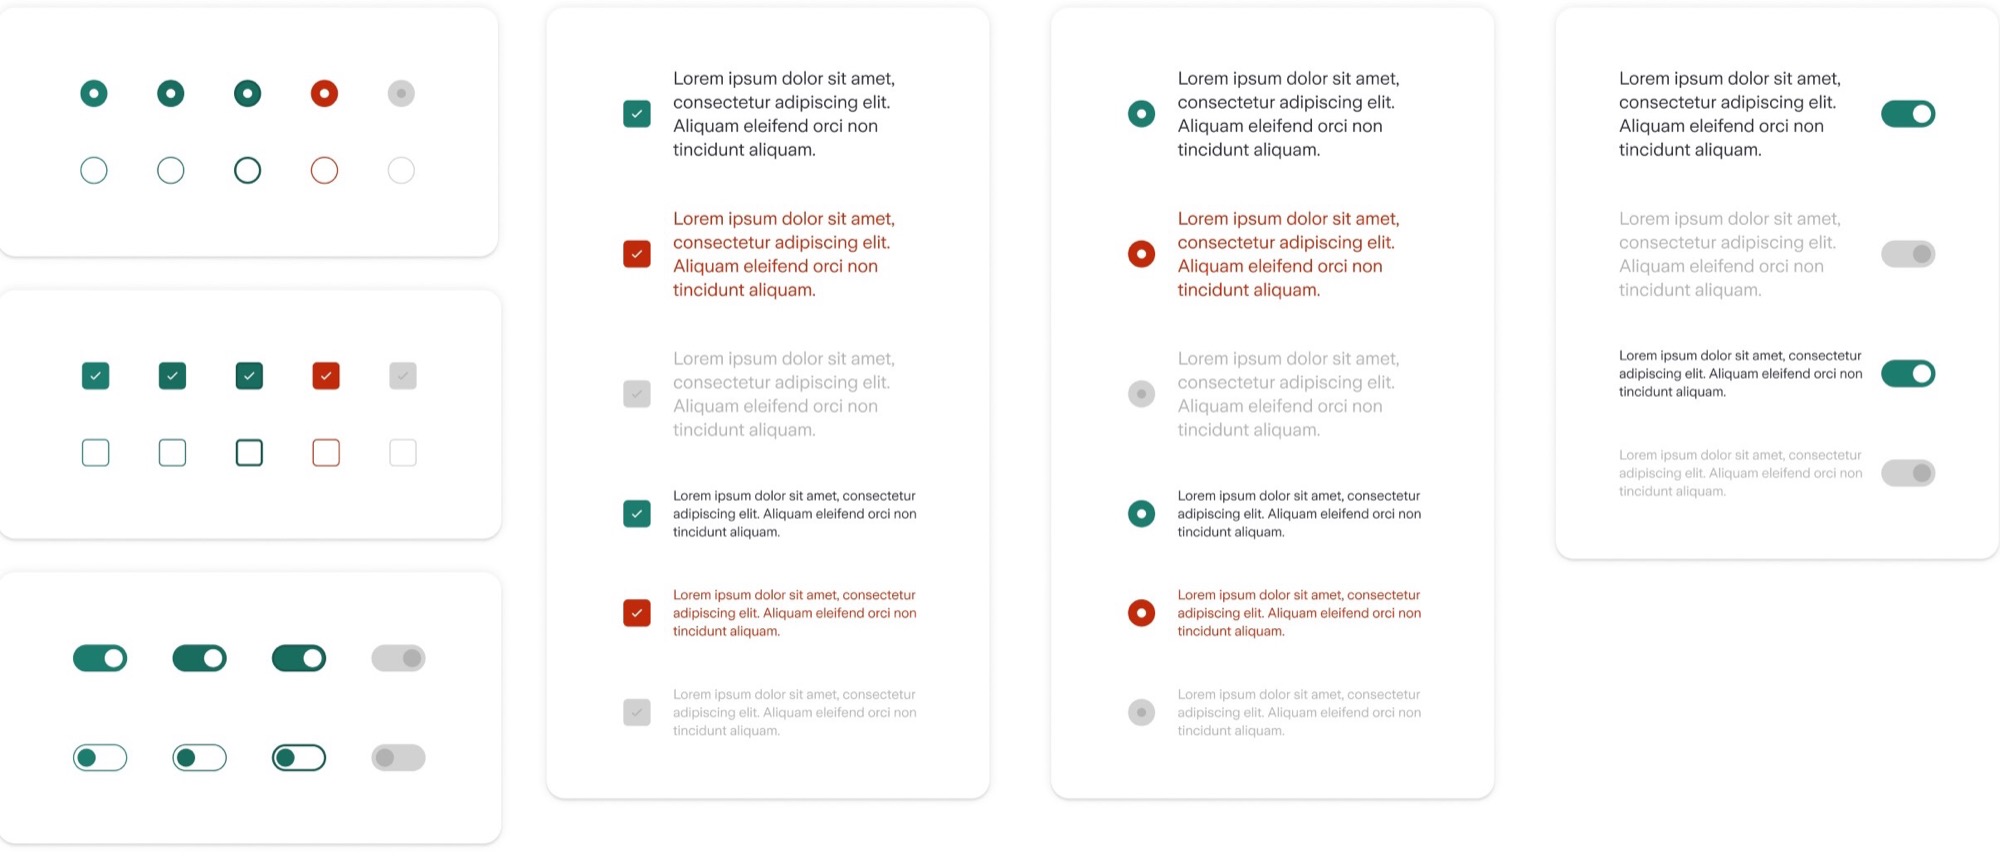 Lorem ipsum dolor sit amet,
consectetur adipiscing elit.
Aliquam eleifend orci non
tincidunt aliquam.
Lorem ipsum dolor sit amet,
consectetur adipiscing elit.
Aliquam eleifend orci non
tincidunt aliquam.
Lorem ipsum dolor sit amet,
consectetur adipiscing elit.
Aliquam eleifend orci non
tincidunt aliquam.
Lorem ipsum dolor sit amet, consectetur
adipiscing elit. Aliquam eleifend orci non
tincidunt aliquam.
Lorem ipsum dolor sit amet, consectetur
adipiscing elit. Aliquam eleifend orci non
tincidunt aliquam.
Lorem ipsum dolor sit amet, consectetur
adipiscing elit. Aliquam eleifend orci non
tincidunt aliquam.
Lorem ipsum dolor sit amet,
consectetur adipiscing elit.
Aliquam eleifend orci non
tincidunt aliquam.
Lorem ipsum dolor sit amet,
consectetur adipiscing elit.
Aliquam eleifend orci non
tincidunt aliquam.
Lorem ipsum dolor sit amet,
consectetur adipiscing elit.
Aliquam eleifend orci non
tincidunt aliquam.
Lorem ipsum dolor sit amet, consectetur
adipiscing elit. Aliquam eleifend orci non
tincidunt aliquam.
Lorem ipsum dolor sit amet, consectetur
adipiscing elit. Aliquam eleifend orci non
tincidunt aliquam.
Lorem ipsum dolor sit amet, consectetur
adipiscing elit. Aliquam eleifend orci non
tincidunt aliquam.
Lorem ipsum dolor sit amet,
consectetur adipiscing elit.
Aliquam eleifend orci non
tincidunt aliquam.
Lorem ipsum dolor sit amet,
consectetur adipiscing elit.
Aliquam eleifend orci non
tincidunt aliquam.
Lorem ipsum dolor sit amet, consectetur
adipiscing elit. Aliquam eleifend orci non
tincidunt aliquam.
Lorem ipsum dolor sit amet, consectetur
adipiscing elit. Aliquam eleifend orci non
tincidunt aliquam.